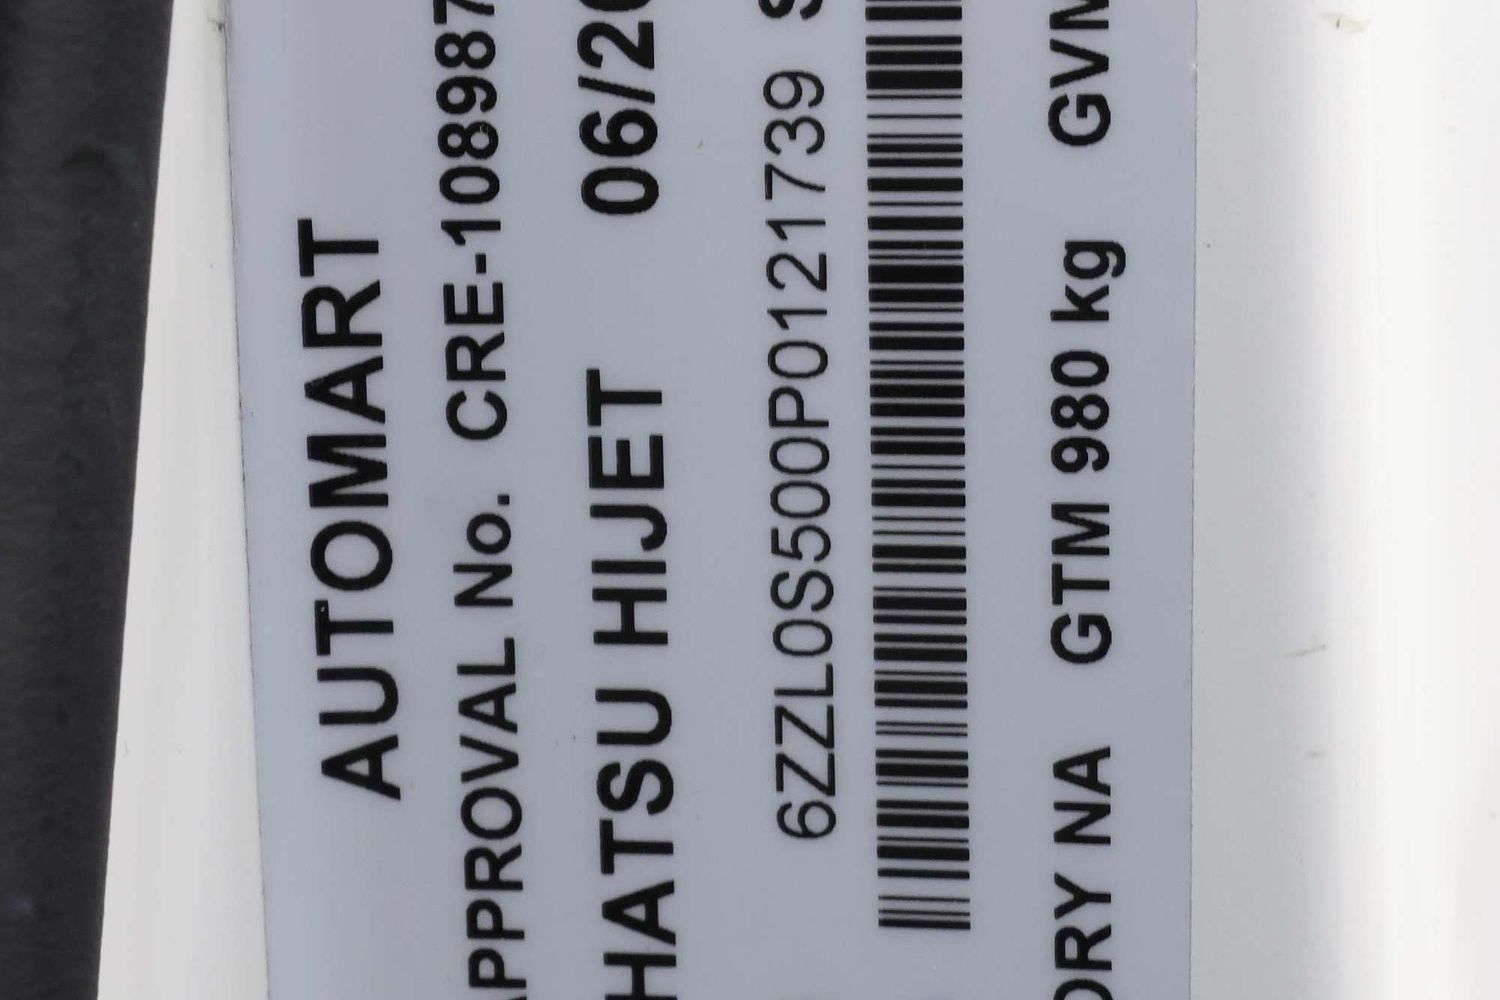 AUTOMART
APPROVAL No. CRE-108987
HATSU HIJET 06/20
6ZZL0S500P0121739 S
ORY NA GTM 980 kg GVM